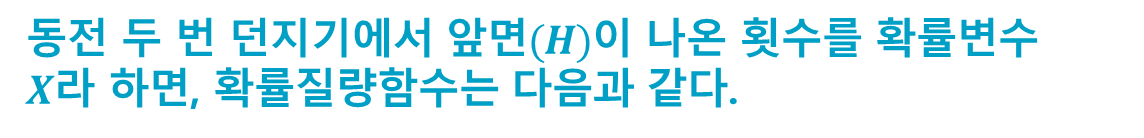 동전 두 번 던지기에서 앞면(H)이 나온 횟수를 확률변수
X라 하면, 확률질량함수는 다음과 같다.